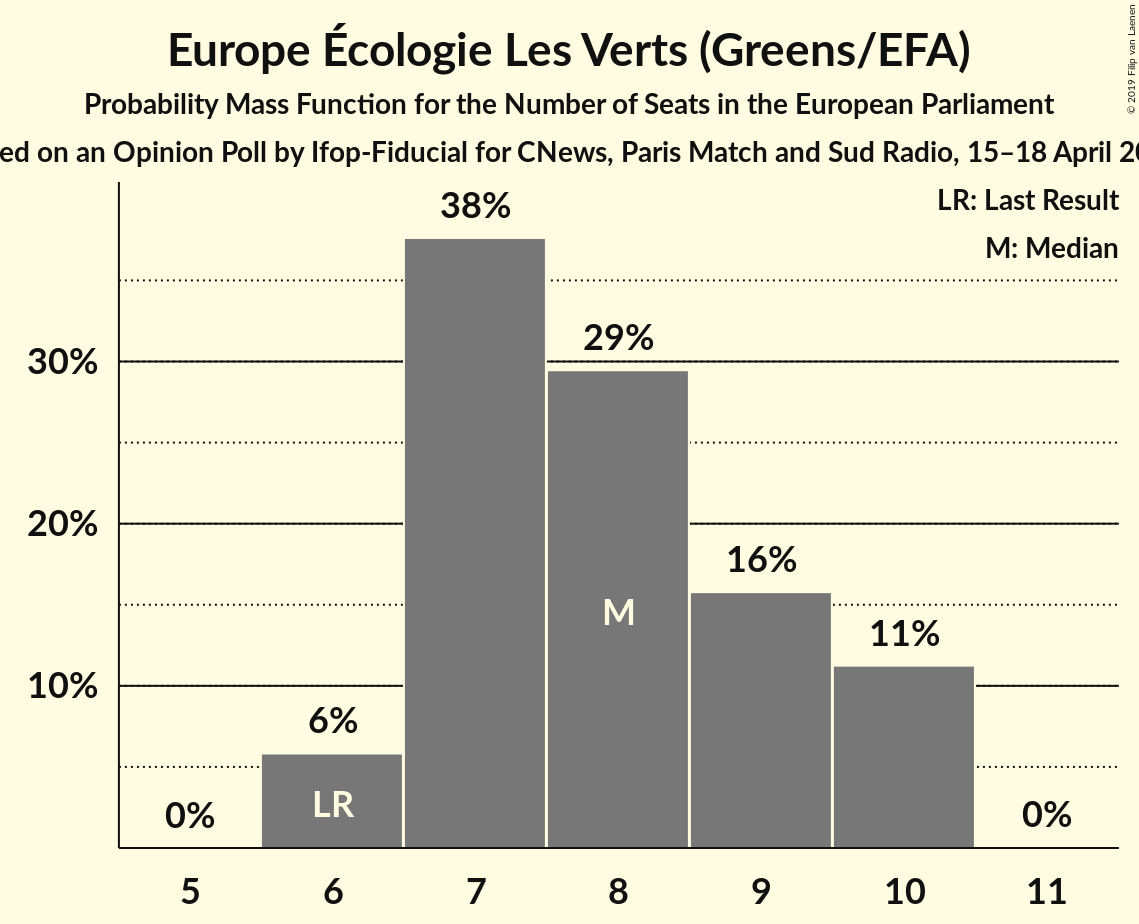 Europe Écologie Les Verts (Greens/EFA)
Probability Mass Function for the Number of Seats in the European Parliament
ed on an Opinion Poll by Ifop-Fiducial for CNews, Paris Match and Sud Radio, 15–18 April 20
© 2019 Filip van Laenen
LR: Last Result
M: Median
38%
29%
30%
20%
16%
M
11%
10%
6%
LR
0%
0%
5 6 7 8 9 10 11